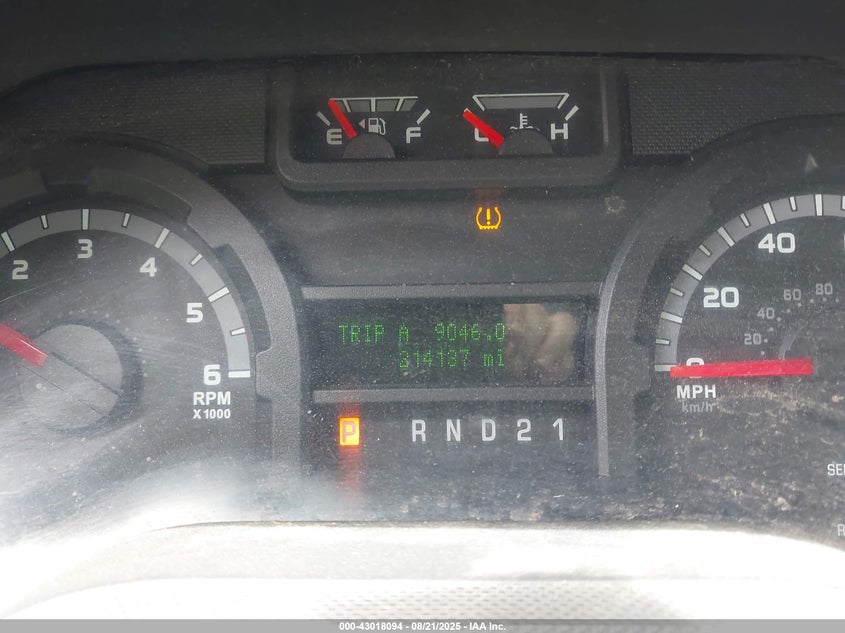 E F
C H
2 3 4 5 6
RPM
X1000
TRIP A 9046.0
314137 mi
P R N D 2 1
0 20 40
20 40 60 80
MPH
km/h
000-43018094 - 08/21/2025 - IAA Inc.